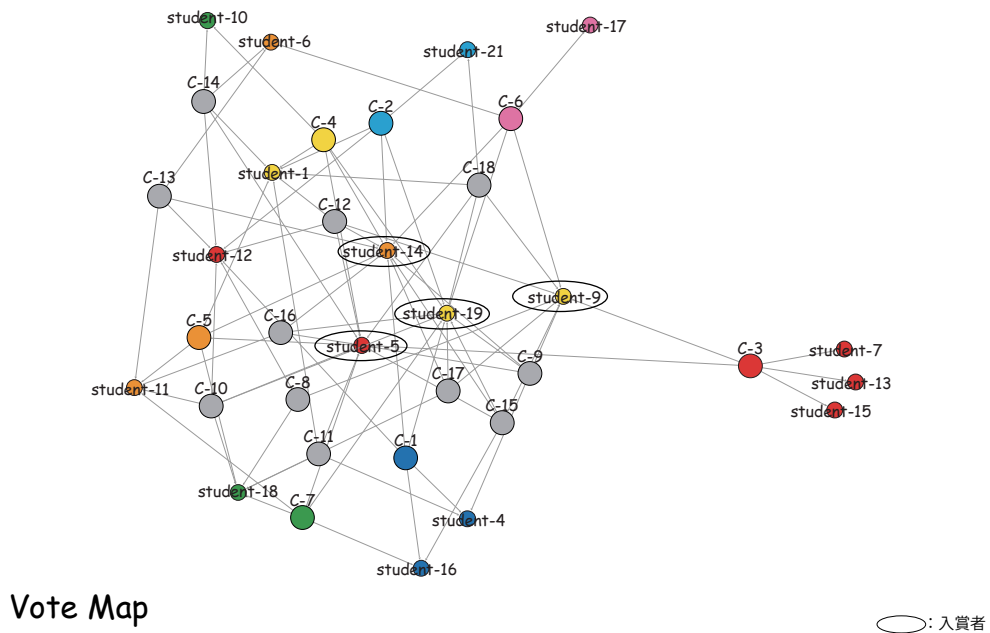 student-10
student-17
student-6
student-21
C-14
C-2
C-6
C-4
C-18
student-1
C-13
C-12
student-12
student-14
student-9
student-19
C-5
C-16
student-5
C-3
student-7
C-9
C-17
student-13
student-11
C-10
C-8
C-15
student-15
C-11
C-1
student-18
C-7
student-4
student-16
Vote Map
: 入賞者